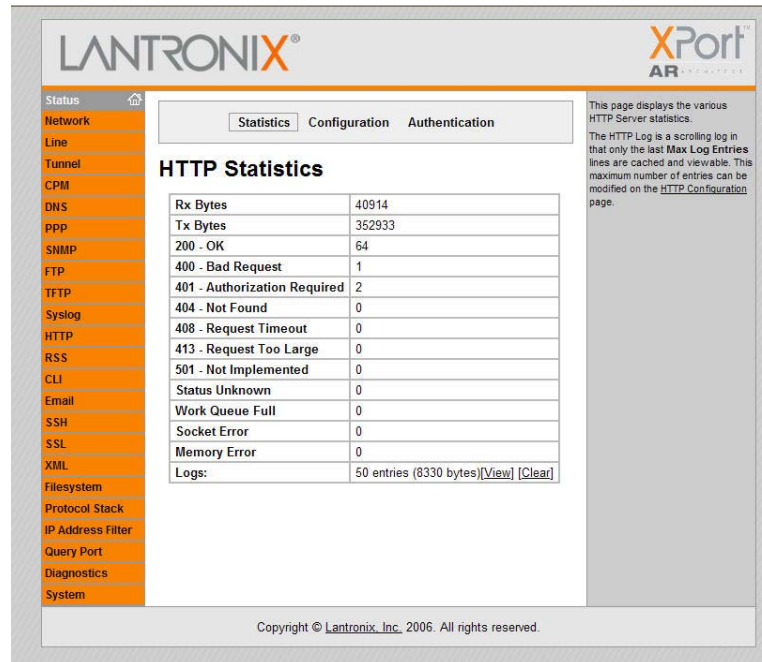 LANTRONIX®
XPort™
AR
Status
Network
Line
Tunnel
CPM
DNS
PPP
SNMP
FTP
TFTP
Syslog
HTTP
RSS
CLI
Email
SSH
SSL
XML
Filesystem
Protocol Stack
IP Address Filter
Query Port
Diagnostics
System
Statistics Configuration Authentication
HTTP Statistics
Rx Bytes 40914
Tx Bytes 352933
200 - OK 64
400 - Bad Request 1
401 - Authorization Required 2
404 - Not Found 0
408 - Request Timeout 0
413 - Request Too Large 0
501 - Not Implemented 0
Status Unknown 0
Work Queue Full 0
Socket Error 0
Memory Error 0
Logs: 50 entries (8330 bytes)[View] [Clear]
This page displays the various
HTTP Server statistics.
The HTTP Log is a scrolling log in
that only the last Max Log Entries
lines are cached and viewable. This
maximum number of entries can be
modified on the HTTP Configuration
page.
Copyright © Lantronix, Inc. 2006. All rights reserved.